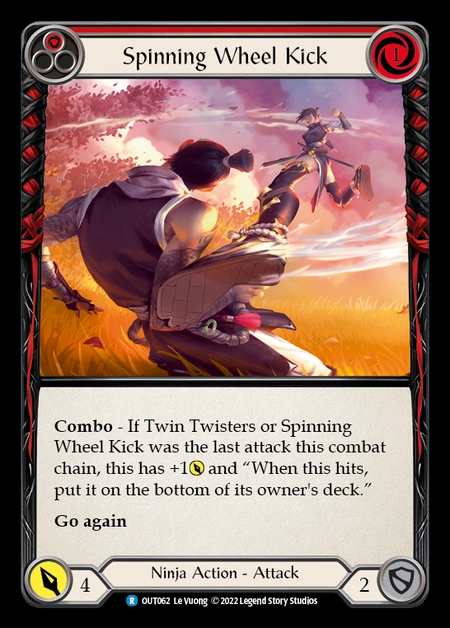 Spinning Wheel Kick
1
Combo - If Twin Twisters or Spinning
Wheel Kick was the last attack this combat
chain, this has +1 and “When this hits,
put it on the bottom of its owner's deck.”
Go again
4
Ninja Action - Attack
2
R OUT062 Le Vuong © 2022 Legend Story Studios